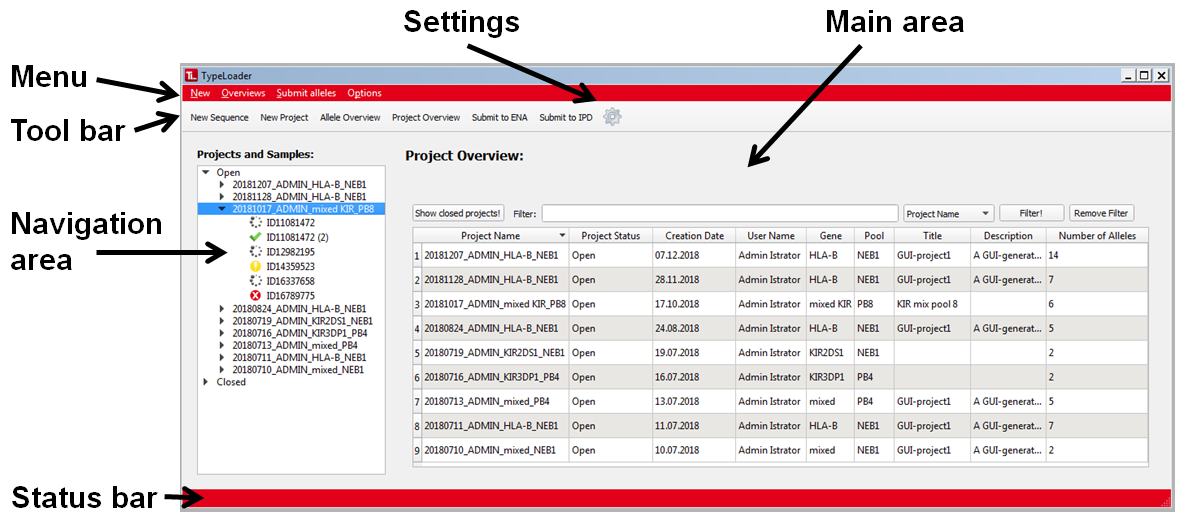 Settings
Main area
Menu
Tool bar
Navigation
area
Status bar
TL TypeLoader
New Overviews Submit alleles Options
New Sequence New Project Allele Overview Project Overview Submit to ENA Submit to IPD
Projects and Samples:
Open
20181207_ADMIN_HLA-B_NEB1
20181128_ADMIN_HLA-B_NEB1
20181017_ADMIN_mixed KIR_PB8
ID11081472
ID11081472 (2)
ID12982195
ID14359523
ID16337658
ID16789775
20180824_ADMIN_HLA-B_NEB1
20180719_ADMIN_KIR2DS1_NEB1
20180716_ADMIN_KIR3DP1_PB4
20180713_ADMIN_mixed_PB4
20180711_ADMIN_HLA-B_NEB1
20180710_ADMIN_mixed_NEB1
Closed
Project Overview:
Show closed projects! Filter: Project Name Filter! Remove Filter
Project Name Project Status Creation Date User Name Gene Pool Title Description Number of Alleles
1 20181207_ADMIN_HLA-B_NEB1 Open 07.12.2018 Admin Istrator HLA-B NEB1 GUI-project1 A GUI-generat... 14
2 20181128_ADMIN_HLA-B_NEB1 Open 28.11.2018 Admin Istrator HLA-B NEB1 GUI-project1 A GUI-generat... 7
3 20181017_ADMIN_mixed KIR_PB8 Open 17.10.2018 Admin Istrator mixed KIR PB8 KIR mix pool 8 6
4 20180824_ADMIN_HLA-B_NEB1 Open 24.08.2018 Admin Istrator HLA-B NEB1 GUI-project1 A GUI-generat... 5
5 20180719_ADMIN_KIR2DS1_NEB1 Open 19.07.2018 Admin Istrator KIR2DS1 NEB1 2
6 20180716_ADMIN_KIR3DP1_PB4 Open 16.07.2018 Admin Istrator KIR3DP1 PB4 2
7 20180713_ADMIN_mixed_PB4 Open 13.07.2018 Admin Istrator mixed PB4 GUI-project1 A GUI-generat... 5
8 20180711_ADMIN_HLA-B_NEB1 Open 11.07.2018 Admin Istrator HLA-B NEB1 GUI-project1 A GUI-generat... 7
9 20180710_ADMIN_mixed_NEB1 Open 10.07.2018 Admin Istrator mixed NEB1 GUI-project1 A GUI-generat... 2